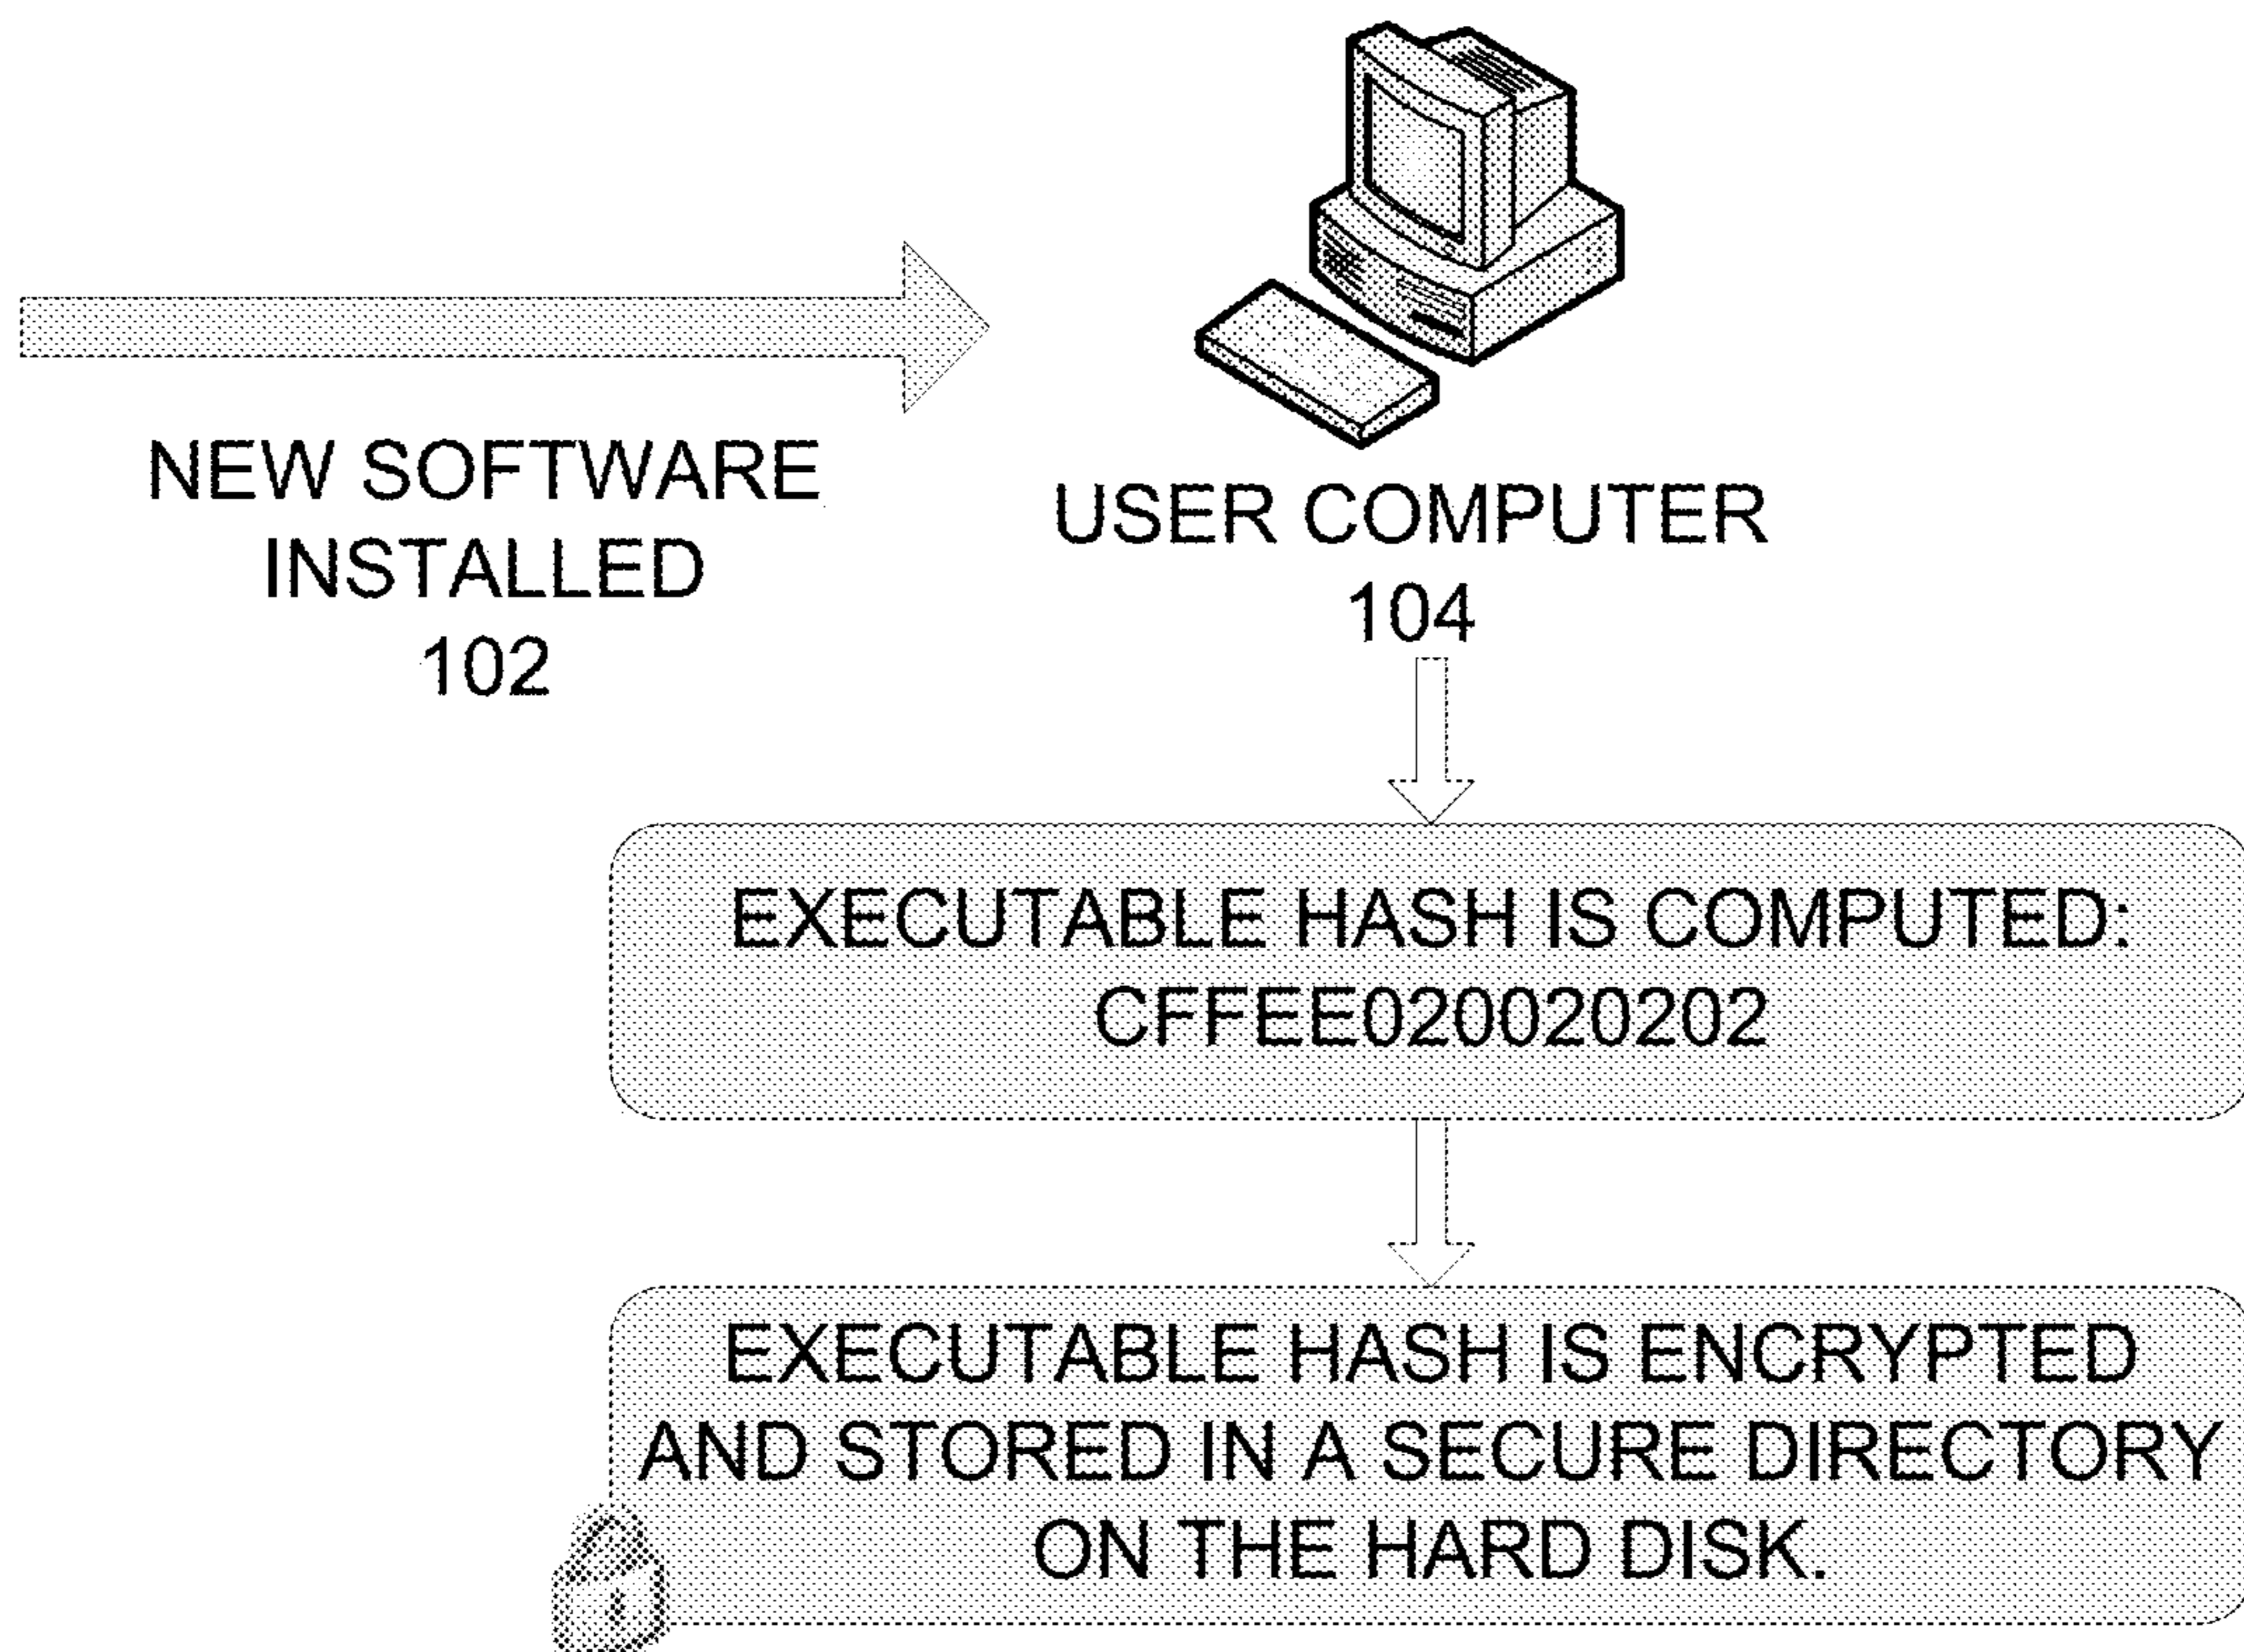 NEW SOFTWARE
INSTALLED
102
USER COMPUTER
104
EXECUTABLE HASH IS COMPUTED:
CFFEE020020202
EXECUTABLE HASH IS ENCRYPTED
AND STORED IN A SECURE DIRECTORY
ON THE HARD DISK.